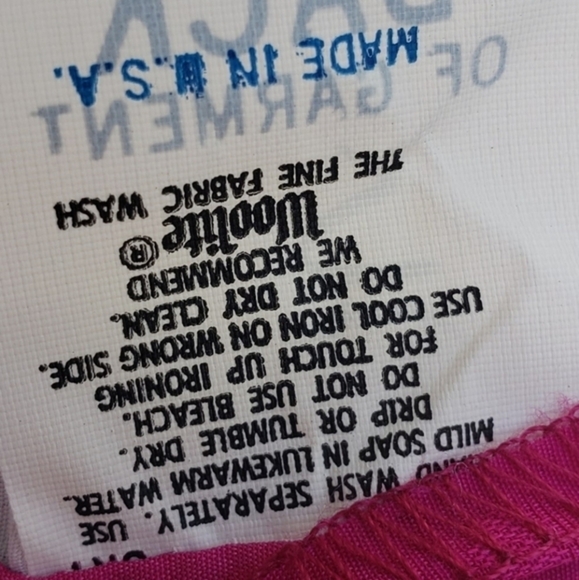 HAND WASH SEPARATELY. USE
MILD SOAP IN LUKEWARM WATER.
DRIP OR TUMBLE DRY.
DO NOT USE BLEACH.
FOR TOUCH UP IRONING
USE COOL IRON ON WRONG SIDE.
DO NOT DRY CLEAN.
WE RECOMMEND
Woolite®
THE FINE FABRIC WASH
MADE IN U.S.A.
OF GARMENT
BACK